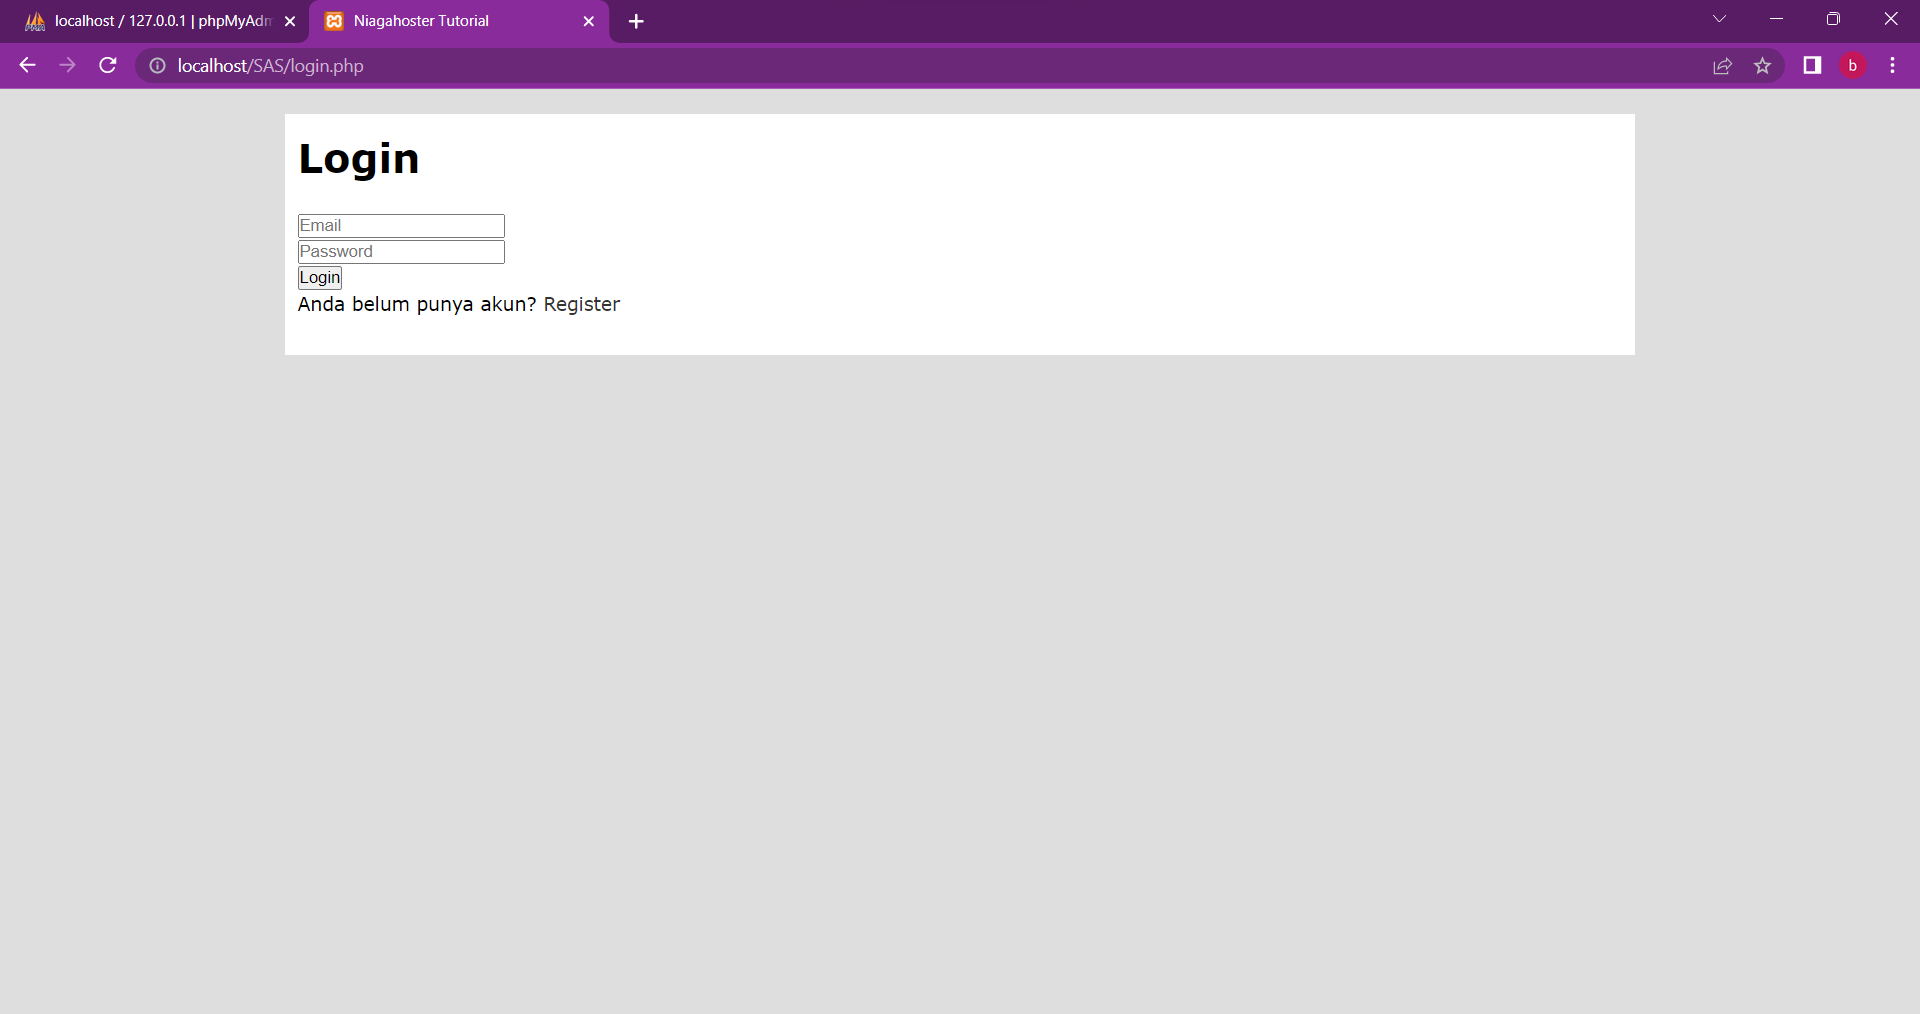 localhost / 127.0.0.1 | phpMyAdm
Niagahoster Tutorial
localhost/SAS/login.php
b
Login
Email
Password
Login
Anda belum punya akun? Register